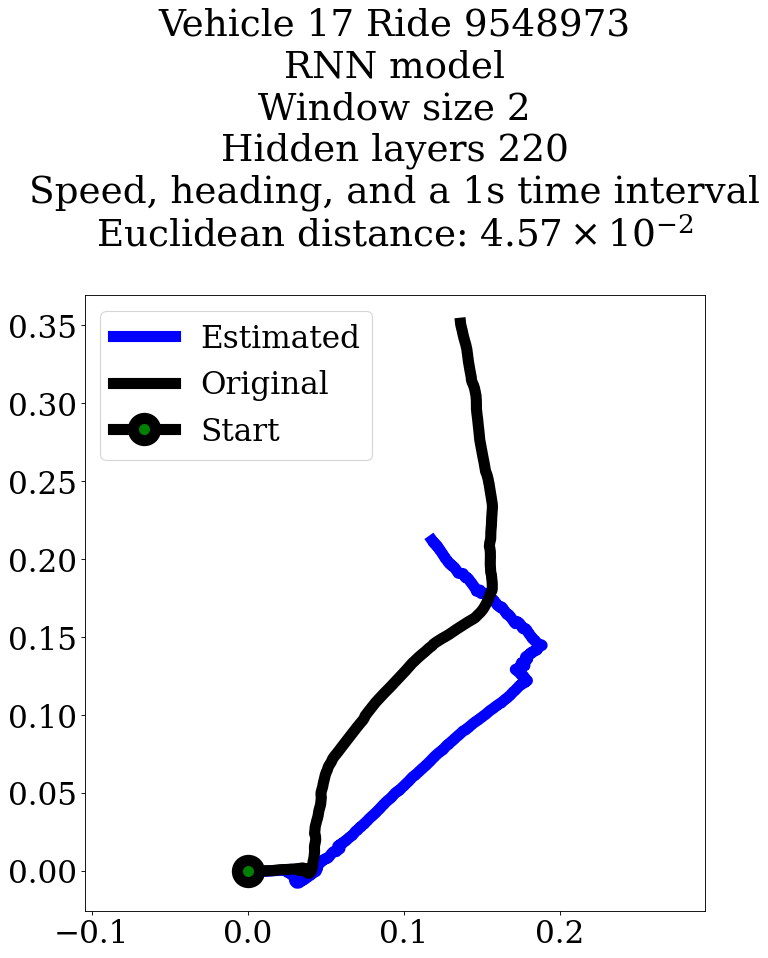 Vehicle 17 Ride 9548973
RNN model
Window size 2
Hidden layers 220
Speed, heading, and a 1s time interval
Euclidean distance: 4.57 × 10⁻²
Estimated
Original
Start
0.35
0.30
0.25
0.20
0.15
0.10
0.05
0.00
−0.1 0.0 0.1 0.2